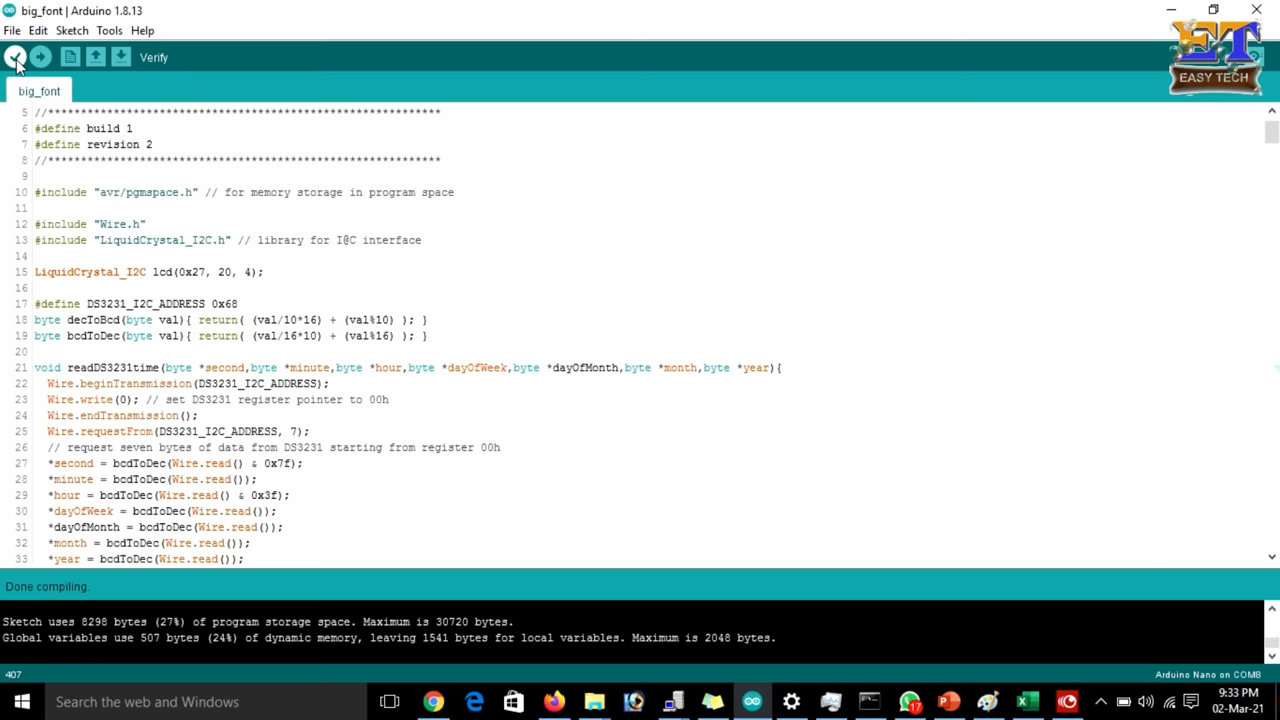 big_font | Arduino 1.8.13
File Edit Sketch Tools Help
Verify
ET
EASY TECH
big_font
5 //************************************************************
6 #define build 1
7 #define revision 2
8 //************************************************************
9
10 #include "avr/pgmspace.h" // for memory storage in program space
11
12 #include "Wire.h"
13 #include "LiquidCrystal_I2C.h" // library for I@C interface
14
15 LiquidCrystal_I2C lcd(0x27, 20, 4);
16
17 #define DS3231_I2C_ADDRESS 0x68
18 byte decToBcd(byte val){ return( (val/10*16) + (val%10) ); }
19 byte bcdToDec(byte val){ return( (val/16*10) + (val%16) ); }
20
21 void readDS3231time(byte *second,byte *minute,byte *hour,byte *dayOfWeek,byte *dayOfMonth,byte *month,byte *year){
22 Wire.beginTransmission(DS3231_I2C_ADDRESS);
23 Wire.write(0); // set DS3231 register pointer to 00h
24 Wire.endTransmission();
25 Wire.requestFrom(DS3231_I2C_ADDRESS, 7);
26 // request seven bytes of data from DS3231 starting from register 00h
27 *second = bcdToDec(Wire.read() & 0x7f);
28 *minute = bcdToDec(Wire.read());
29 *hour = bcdToDec(Wire.read() & 0x3f);
30 *dayOfWeek = bcdToDec(Wire.read());
31 *dayOfMonth = bcdToDec(Wire.read());
32 *month = bcdToDec(Wire.read());
33 *year = bcdToDec(Wire.read());
Done compiling.
Sketch uses 8298 bytes (27%) of program storage space. Maximum is 30720 bytes.
Global variables use 507 bytes (24%) of dynamic memory, leaving 1541 bytes for local variables. Maximum is 2048 bytes.
407 Arduino Nano on COM8
Search the web and Windows
17
9:33 PM
02-Mar-21